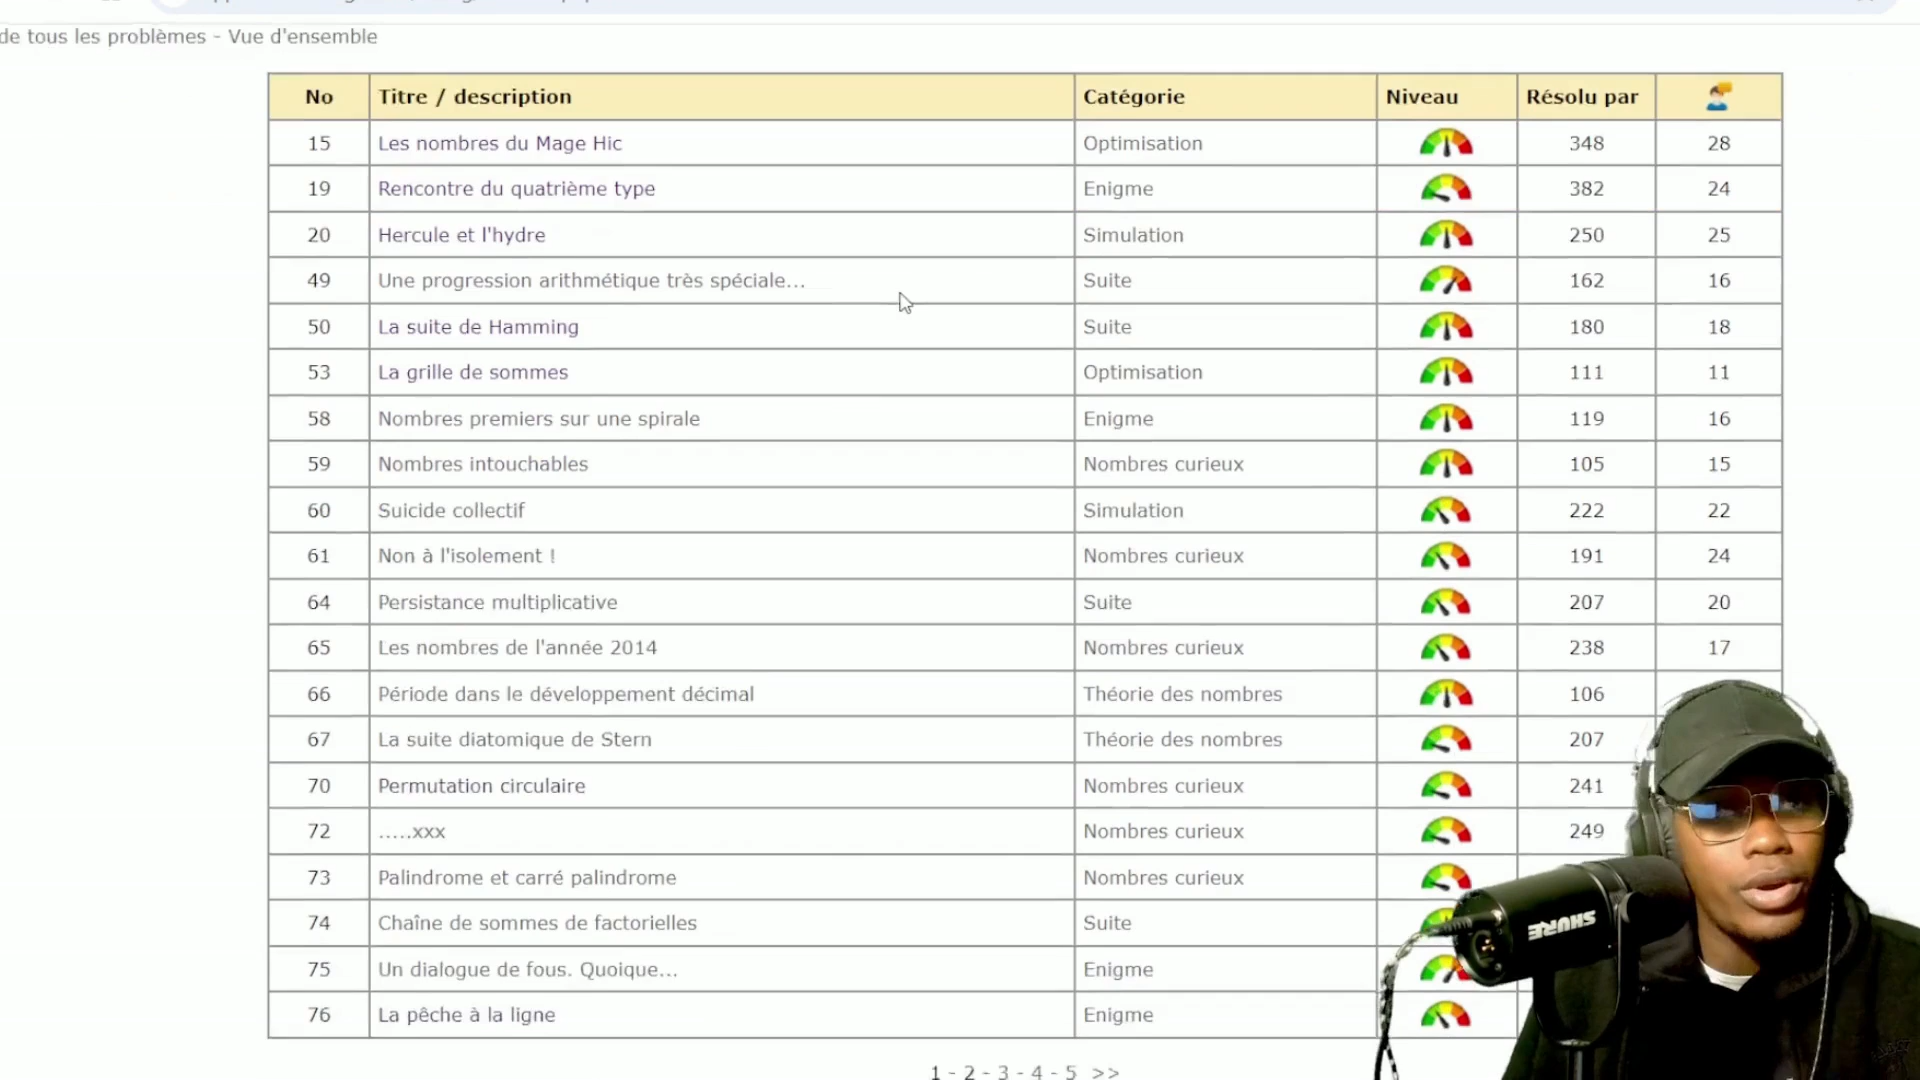 de tous les problèmes - Vue d'ensemble
No Titre / description Catégorie Niveau Résolu par
15 Les nombres du Mage Hic Optimisation 348 28
19 Rencontre du quatrième type Enigme 382 24
20 Hercule et l'hydre Simulation 250 25
49 Une progression arithmétique très spéciale... Suite 162 16
50 La suite de Hamming Suite 180 18
53 La grille de sommes Optimisation 111 11
58 Nombres premiers sur une spirale Enigme 119 16
59 Nombres intouchables Nombres curieux 105 15
60 Suicide collectif Simulation 222 22
61 Non à l'isolement ! Nombres curieux 191 24
64 Persistance multiplicative Suite 207 20
65 Les nombres de l'année 2014 Nombres curieux 238 17
66 Période dans le développement décimal Théorie des nombres 106
67 La suite diatomique de Stern Théorie des nombres 207
70 Permutation circulaire Nombres curieux 241
72 .....xxx Nombres curieux 249
73 Palindrome et carré palindrome Nombres curieux
74 Chaîne de sommes de factorielles Suite
75 Un dialogue de fous. Quoique... Enigme
76 La pêche à la ligne Enigme
1 - 2 - 3 - 4 - 5 >>
SHURE